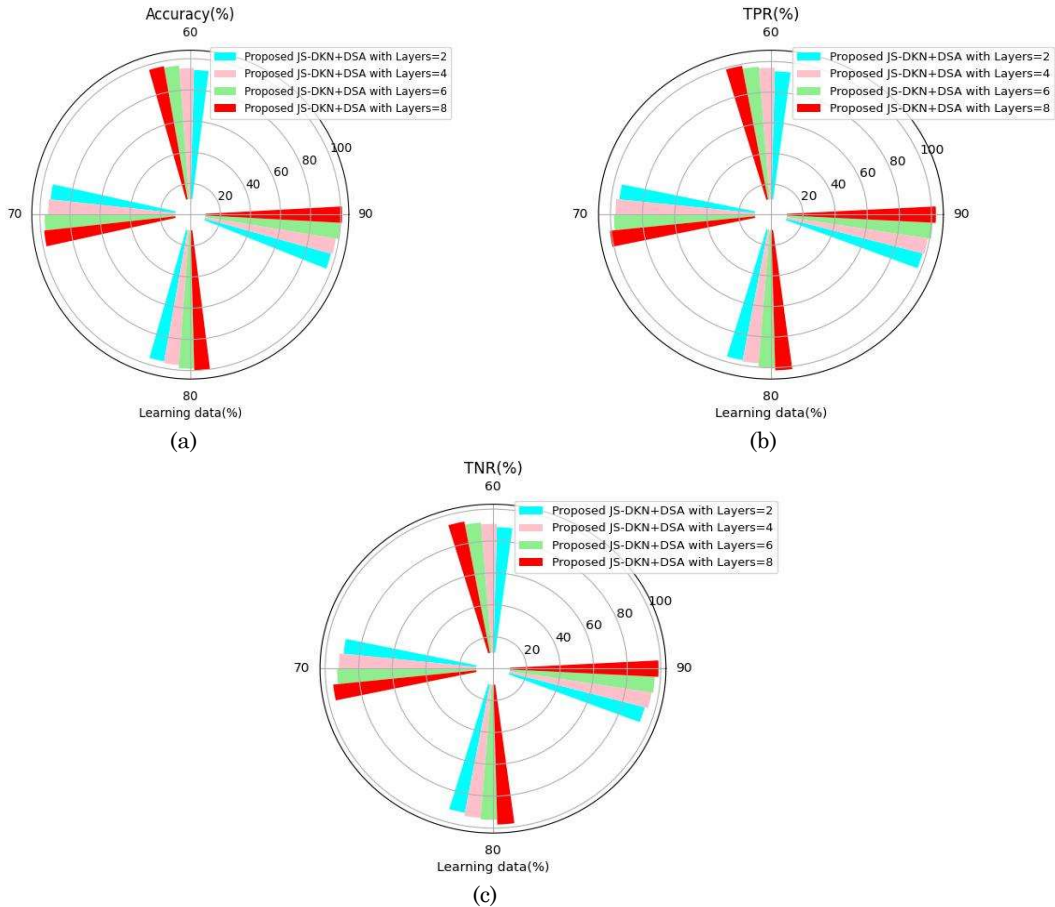 Accuracy(%)
60
Proposed JS-DKN+DSA with Layers=2
Proposed JS-DKN+DSA with Layers=4
Proposed JS-DKN+DSA with Layers=6
Proposed JS-DKN+DSA with Layers=8
100
80
60
40
20
70
90
80
Learning data(%)
(a)
TPR(%)
60
Proposed JS-DKN+DSA with Layers=2
Proposed JS-DKN+DSA with Layers=4
Proposed JS-DKN+DSA with Layers=6
Proposed JS-DKN+DSA with Layers=8
100
80
60
40
20
70
90
80
Learning data(%)
(b)
TNR(%)
60
Proposed JS-DKN+DSA with Layers=2
Proposed JS-DKN+DSA with Layers=4
Proposed JS-DKN+DSA with Layers=6
Proposed JS-DKN+DSA with Layers=8
100
80
60
40
20
70
90
80
Learning data(%)
(c)